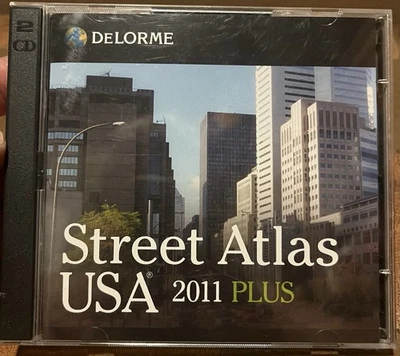 2
CD
DELORME
Street Atlas
USA® 2011 PLUS